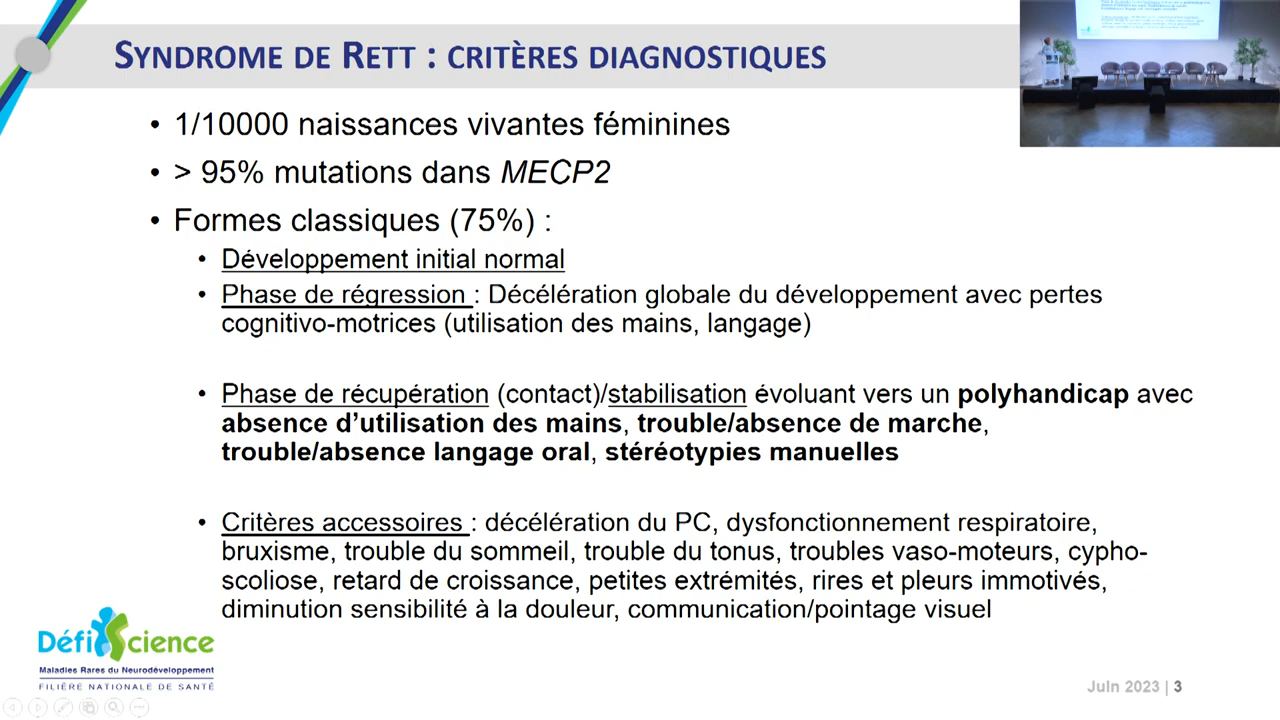 SYNDROME DE RETT : CRITÈRES DIAGNOSTIQUES
• 1/10000 naissances vivantes féminines
• > 95% mutations dans MECP2
• Formes classiques (75%) :
• Développement initial normal
• Phase de régression : Décélération globale du développement avec pertes
cognitivo-motrices (utilisation des mains, langage)
• Phase de récupération (contact)/stabilisation évoluant vers un polyhandicap avec
absence d’utilisation des mains, trouble/absence de marche,
trouble/absence langage oral, stéréotypies manuelles
• Critères accessoires : décélération du PC, dysfonctionnement respiratoire,
bruxisme, trouble du sommeil, trouble du tonus, troubles vaso-moteurs, cypho-
scoliose, retard de croissance, petites extrémités, rires et pleurs immotivés,
diminution sensibilité à la douleur, communication/pointage visuel
DéfiScience
Maladies Rares du Neurodéveloppement
FILIÈRE NATIONALE DE SANTÉ
Juin 2023 | 3